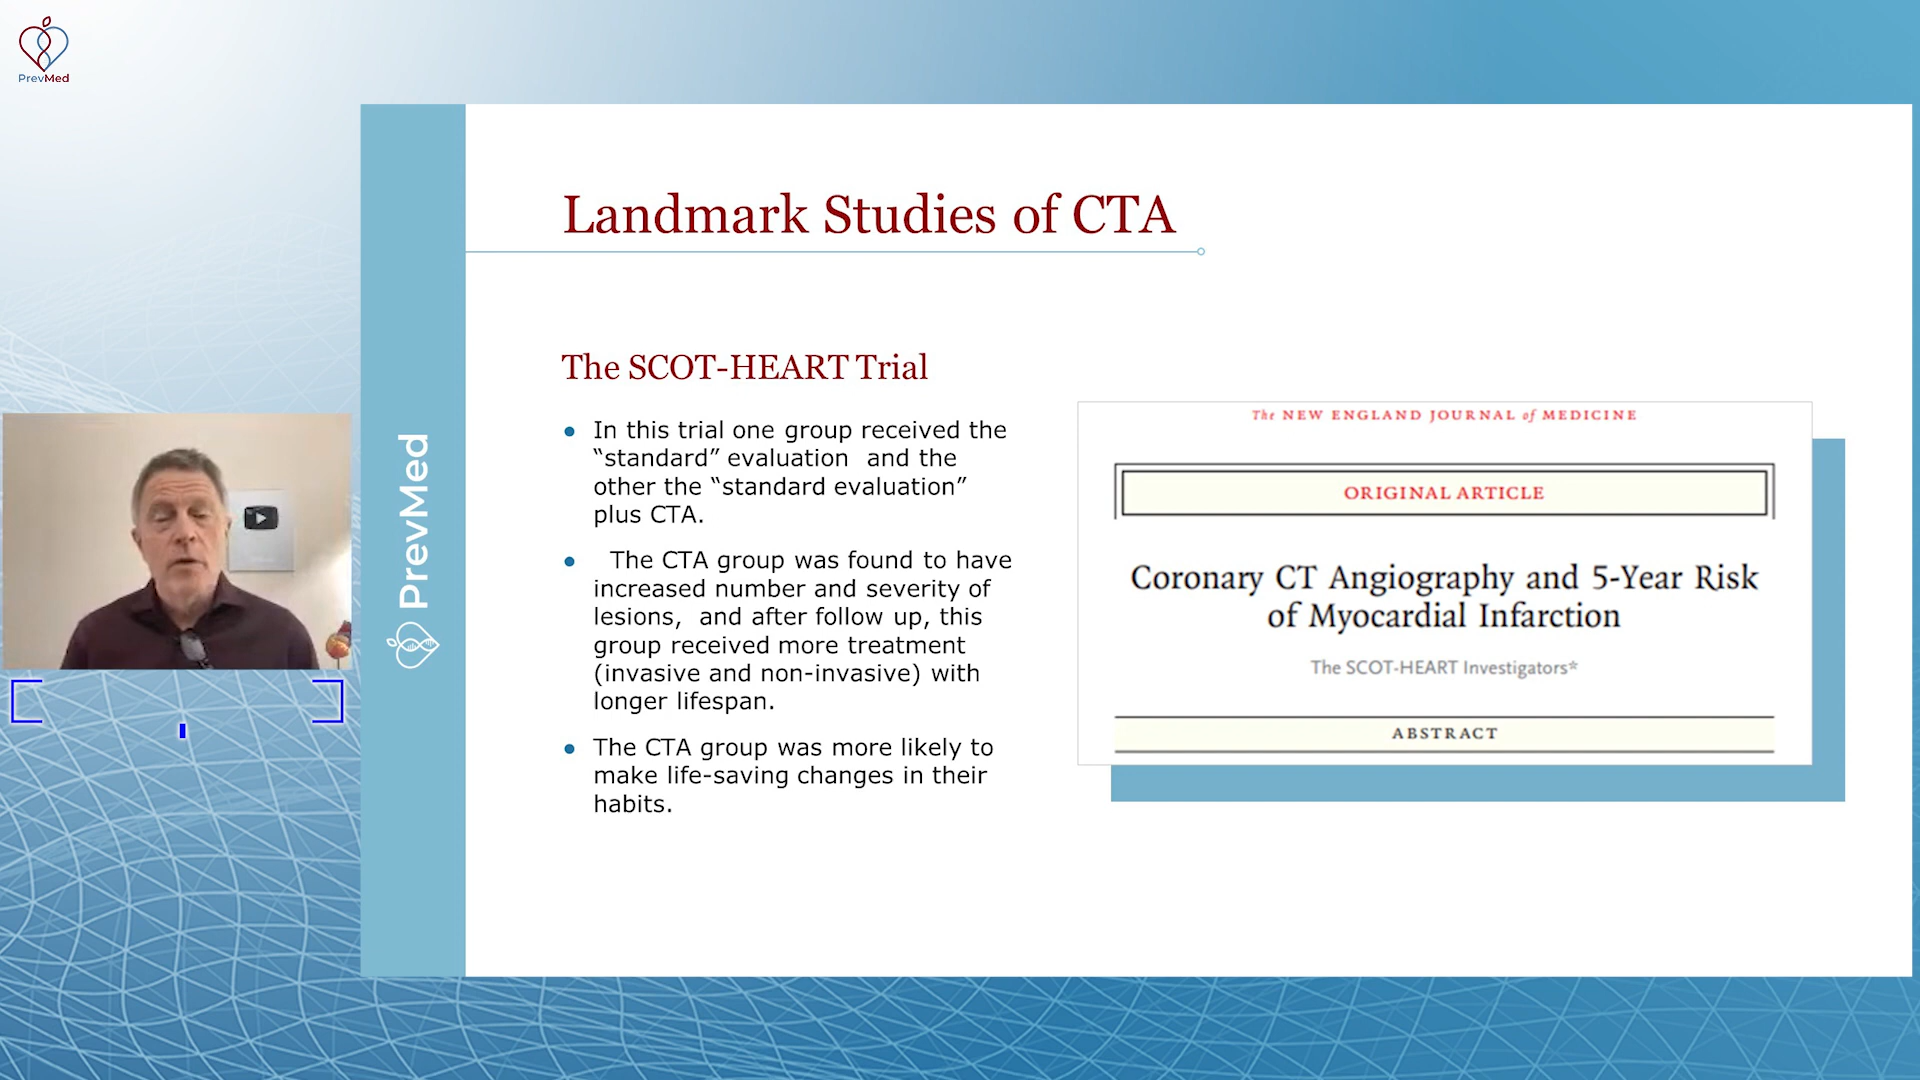 PrevMed
PrevMed
Landmark Studies of CTA
The SCOT-HEART Trial
● In this trial one group received the
“standard” evaluation and the
other the “standard evaluation”
plus CTA.
● The CTA group was found to have
increased number and severity of
lesions, and after follow up, this
group received more treatment
(invasive and non-invasive) with
longer lifespan.
● The CTA group was more likely to
make life-saving changes in their
habits.
The NEW ENGLAND JOURNAL of MEDICINE
ORIGINAL ARTICLE
Coronary CT Angiography and 5-Year Risk
of Myocardial Infarction
The SCOT-HEART Investigators*
ABSTRACT